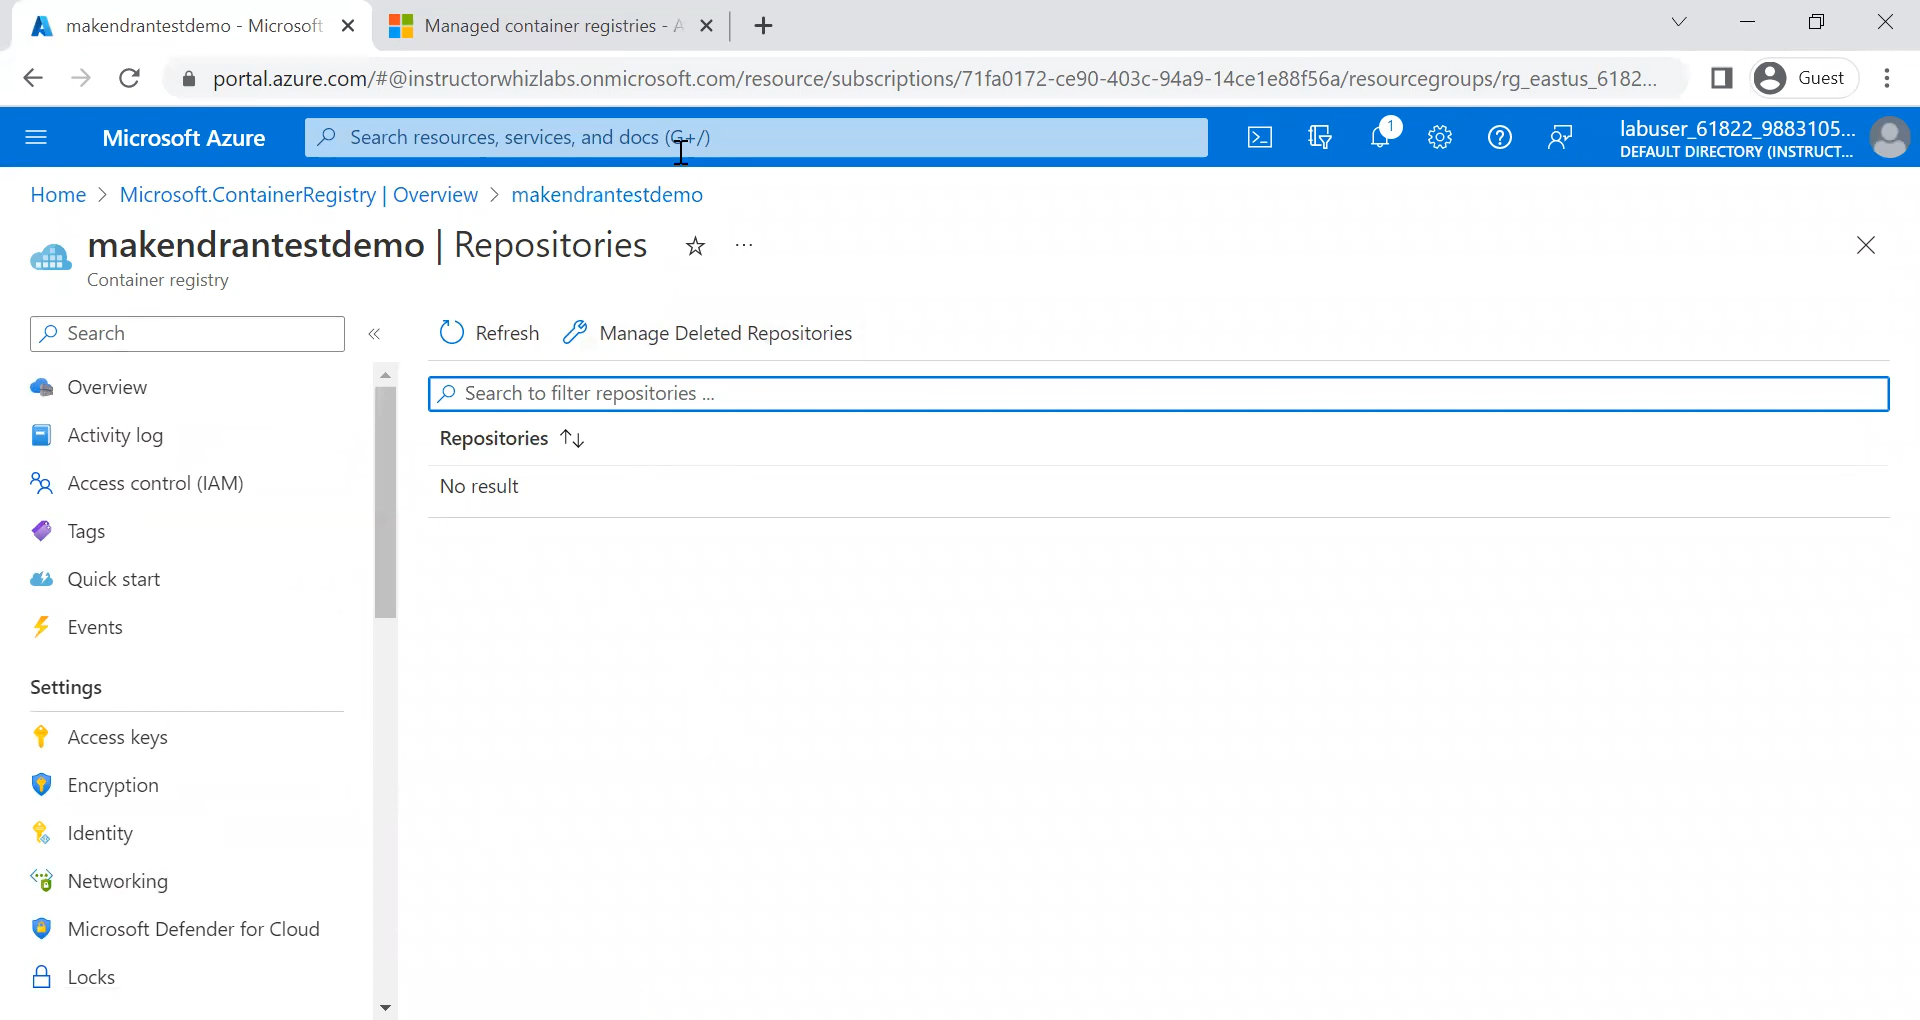 makendrantestdemo - Microsoft
Managed container registries - A
portal.azure.com/#@instructorwhizlabs.onmicrosoft.com/resource/subscriptions/71fa0172-ce90-403c-94a9-14ce1e88f56a/resourcegroups/rg_eastus_6182...
Guest
Microsoft Azure
Search resources, services, and docs (G+/)
1
labuser_61822_9883105...
DEFAULT DIRECTORY (INSTRUCT...
Home > Microsoft.ContainerRegistry | Overview > makendrantestdemo
makendrantestdemo | Repositories
Container registry
Search
Refresh
Manage Deleted Repositories
Search to filter repositories ...
Repositories
No result
Overview
Activity log
Access control (IAM)
Tags
Quick start
Events
Settings
Access keys
Encryption
Identity
Networking
Microsoft Defender for Cloud
Locks